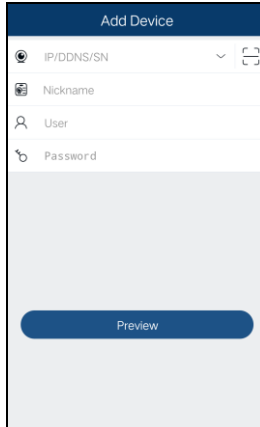 Add Device
IP/DDNS/SN
Nickname
User
Password
Preview